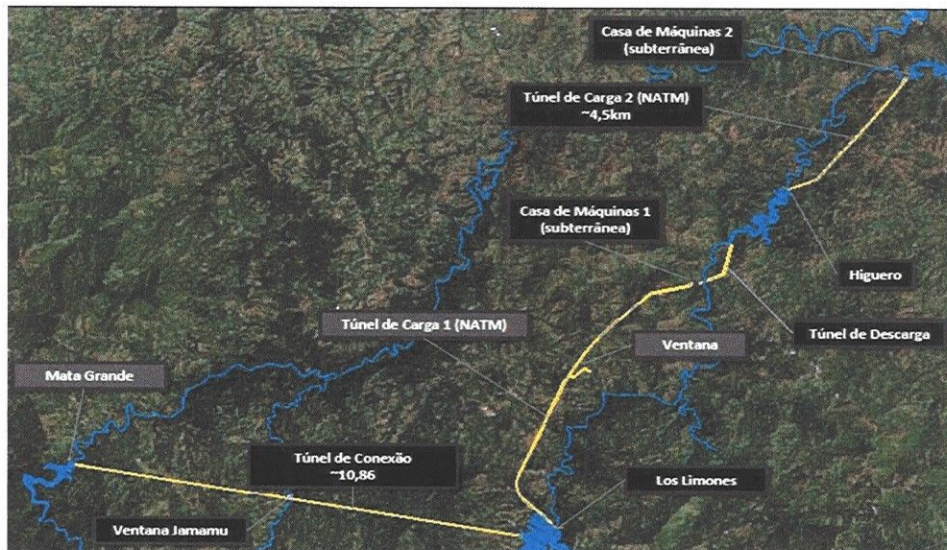 Casa de Máquinas 2
(subterrânea)
Túnel de Carga 2 (NATM)
~4,5km
Casa de Máquinas 1
(subterrânea)
Higuero
Túnel de Carga 1 (NATM)
Ventana
Túnel de Descarga
Mata Grande
Túnel de Conexão
~10,86
Los Limones
Ventana Jamamu